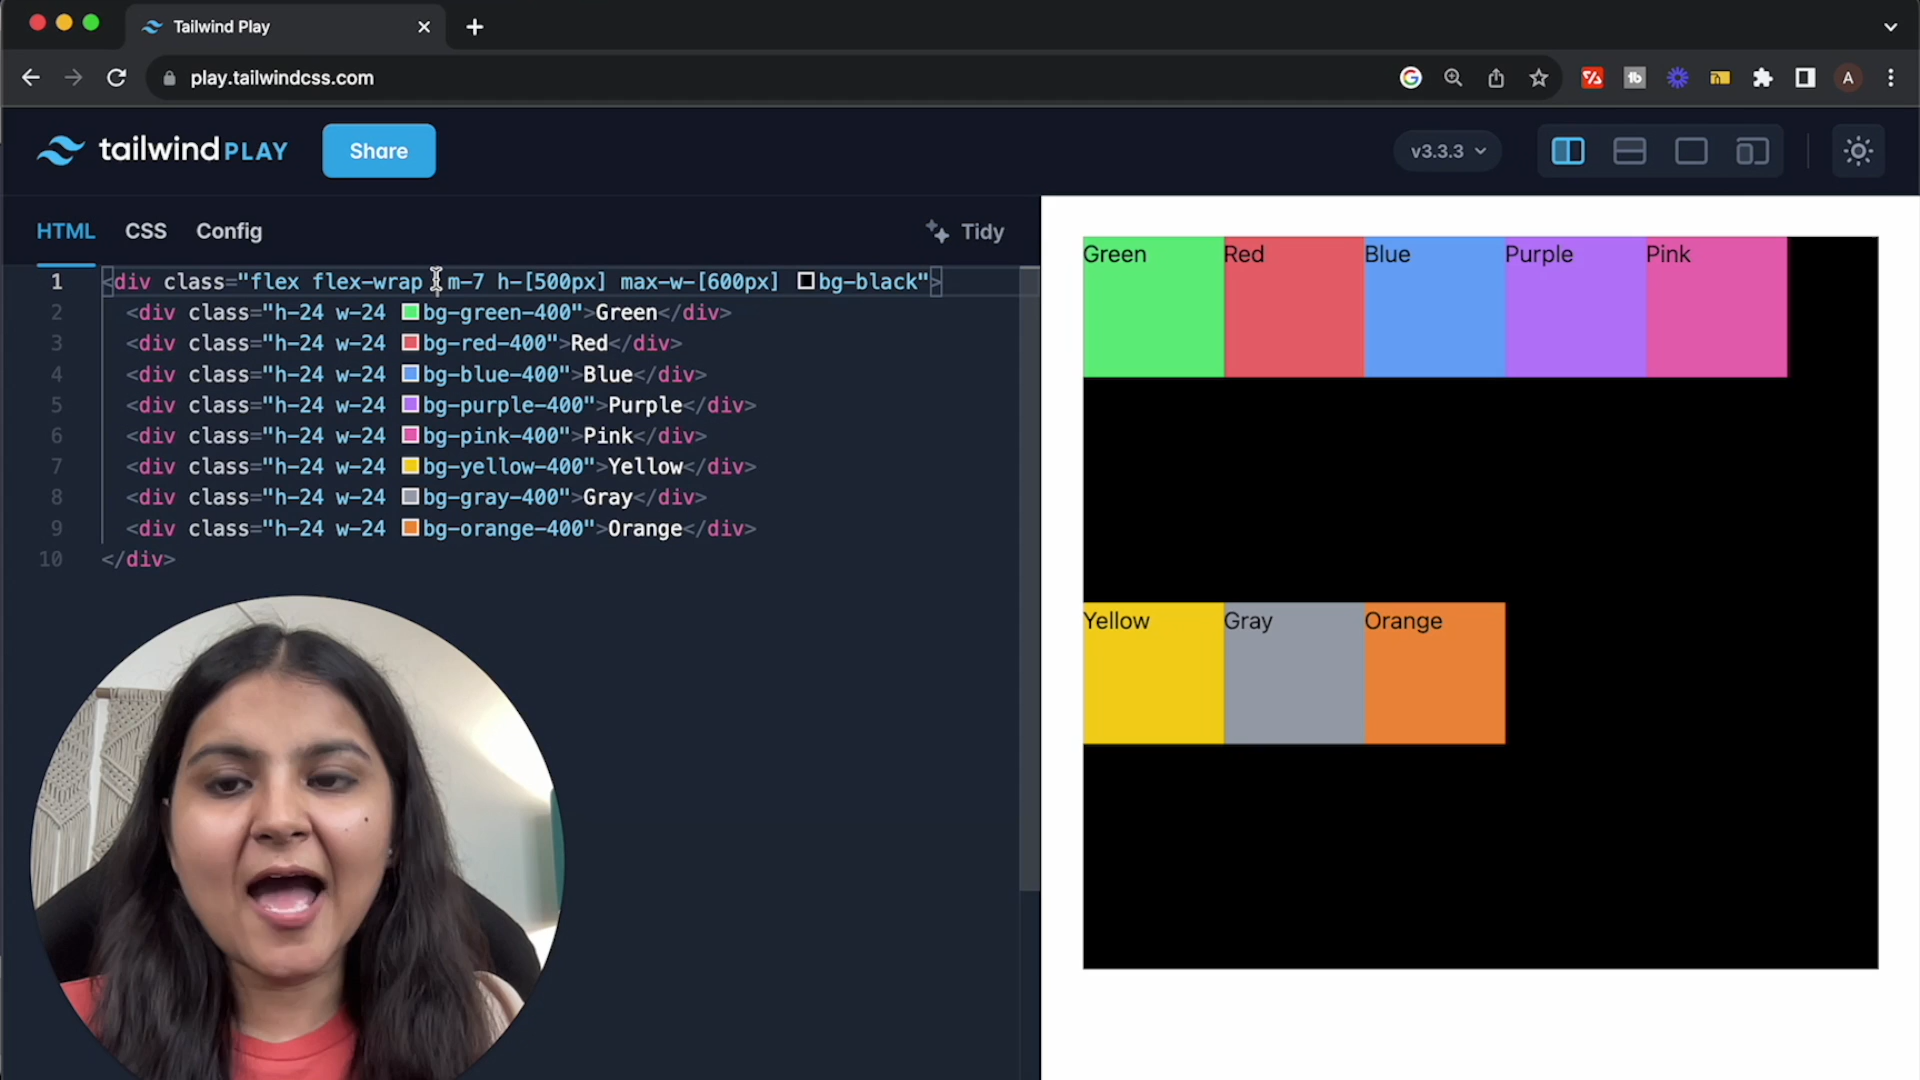 Tailwind Play
play.tailwindcss.com
A
tailwind PLAY
Share
v3.3.3
HTML CSS Config
Tidy
1 <div class="flex flex-wrap m-7 h-[500px] max-w-[600px] bg-black">
2 <div class="h-24 w-24 bg-green-400">Green</div>
3 <div class="h-24 w-24 bg-red-400">Red</div>
4 <div class="h-24 w-24 bg-blue-400">Blue</div>
5 <div class="h-24 w-24 bg-purple-400">Purple</div>
6 <div class="h-24 w-24 bg-pink-400">Pink</div>
7 <div class="h-24 w-24 bg-yellow-400">Yellow</div>
8 <div class="h-24 w-24 bg-gray-400">Gray</div>
9 <div class="h-24 w-24 bg-orange-400">Orange</div>
10 </div>
Green Red Blue Purple Pink
Yellow Gray Orange